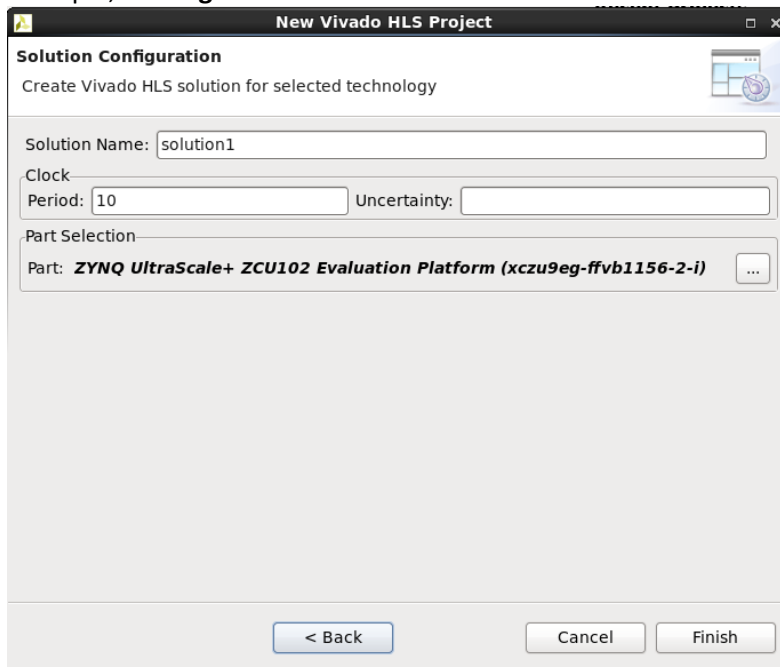 New Vivado HLS Project
Solution Configuration
Create Vivado HLS solution for selected technology
Solution Name: solution1
Clock
Period: 10 Uncertainty:
Part Selection
Part: ZYNQ UltraScale+ ZCU102 Evaluation Platform (xczu9eg-ffvb1156-2-i) ...
< Back Cancel Finish